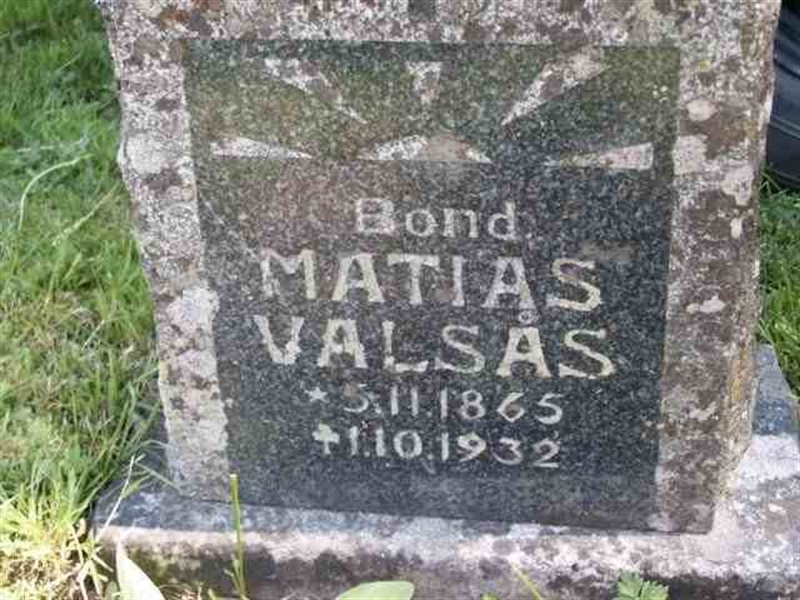 Bond
MATIAS
VALSÅS
* 5.11.1865
✝ 1.10.1932